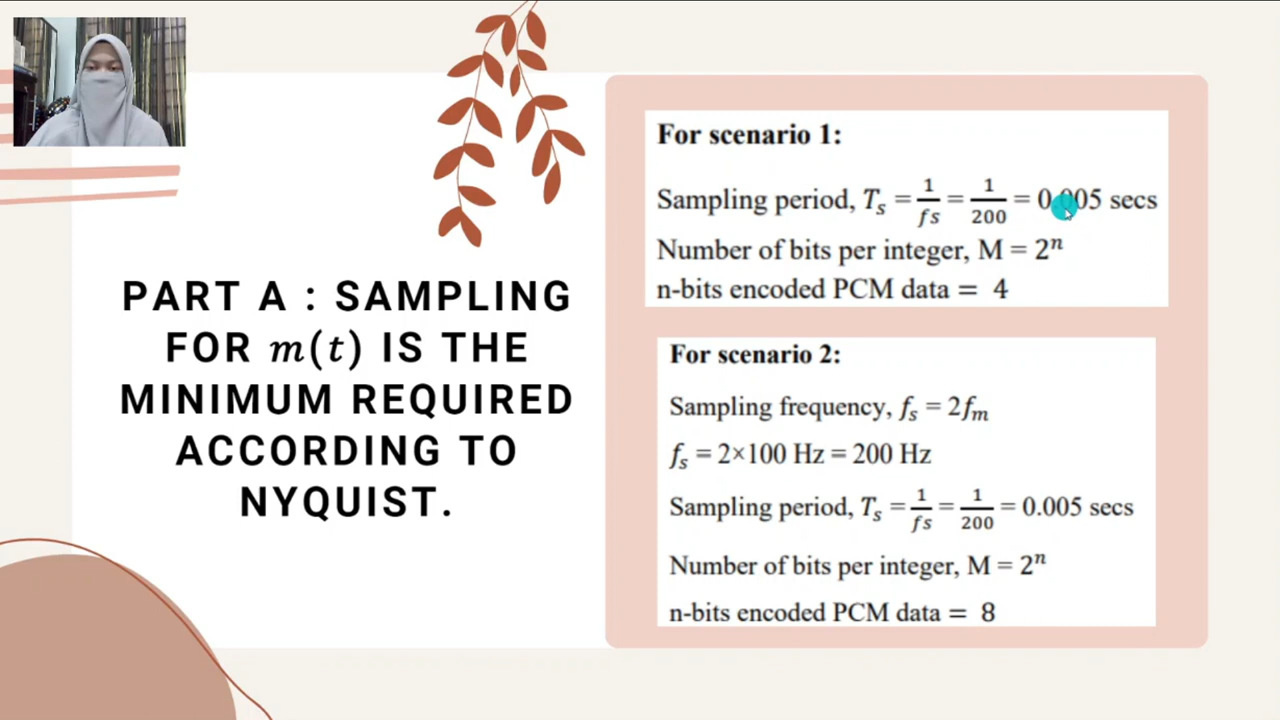 PART A : SAMPLING
FOR m(t) IS THE
MINIMUM REQUIRED
ACCORDING TO
NYQUIST.
For scenario 1:
Sampling period, Tₛ = 1/fs = 1/200 = 0.005 secs
Number of bits per integer, M = 2ⁿ
n-bits encoded PCM data = 4
For scenario 2:
Sampling frequency, fₛ = 2fₘ
fₛ = 2×100 Hz = 200 Hz
Sampling period, Tₛ = 1/fs = 1/200 = 0.005 secs
Number of bits per integer, M = 2ⁿ
n-bits encoded PCM data = 8